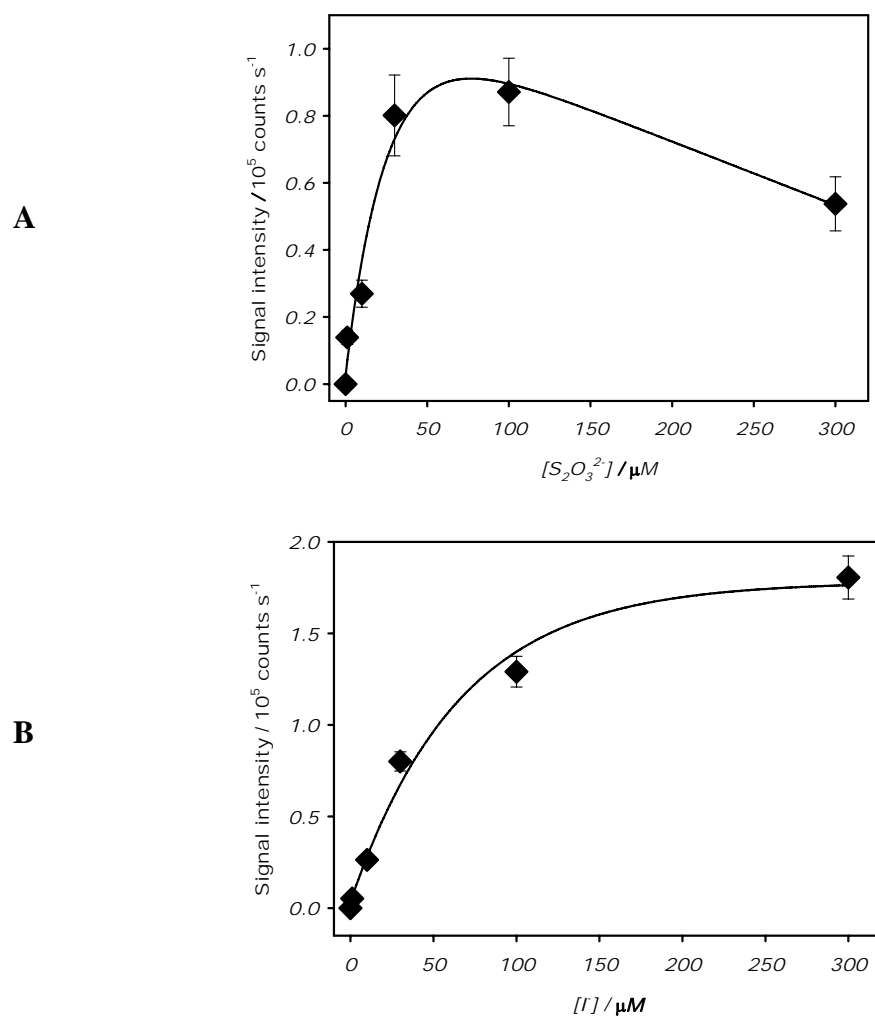 A
Signal intensity / 10⁵ counts s⁻¹
1.0
0.8
0.6
0.4
0.2
0.0
0 50 100 150 200 250 300
[S₂O₃²⁻] / µM
B
Signal intensity / 10⁵ counts s⁻¹
2.0
1.5
1.0
0.5
0.0
0 50 100 150 200 250 300
[I⁻] / µM